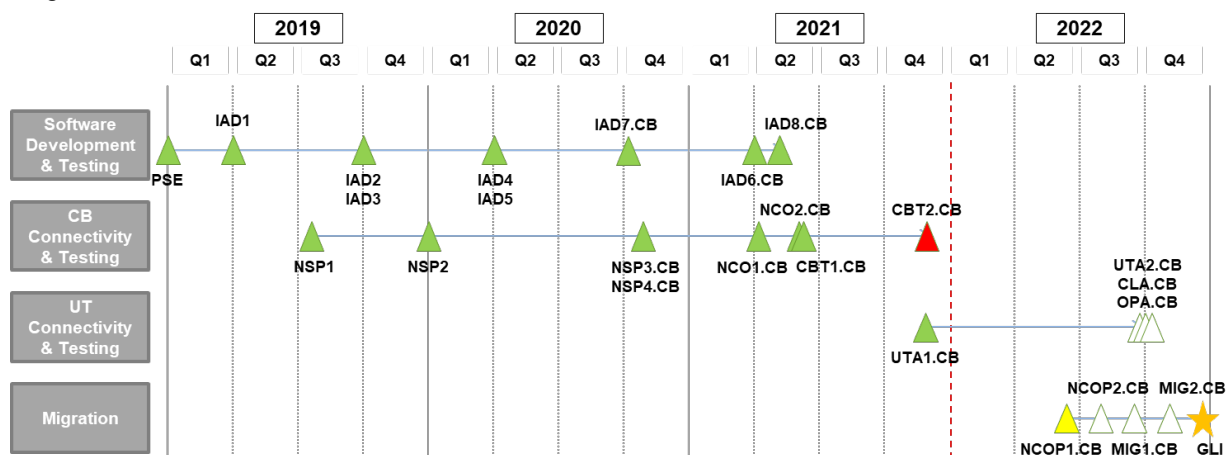 2019
2020
2021
2022
Q1
Q2
Q3
Q4
Q1
Q2
Q3
Q4
Q1
Q2
Q3
Q4
Q1
Q2
Q3
Q4
Software
Development
& Testing
IAD1
IAD7.CB
IAD8.CB
PSE
IAD2
IAD3
IAD4
IAD5
IAD6.CB
CB
Connectivity
& Testing
NCO2.CB
CBT2.CB
NSP1
NSP2
NSP3.CB
NSP4.CB
NCO1.CB
CBT1.CB
UT
Connectivity
& Testing
UTA2.CB
CLA.CB
OPA.CB
UTA1.CB
Migration
NCOP2.CB
MIG2.CB
NCOP1.CB
MIG1.CB
GLI